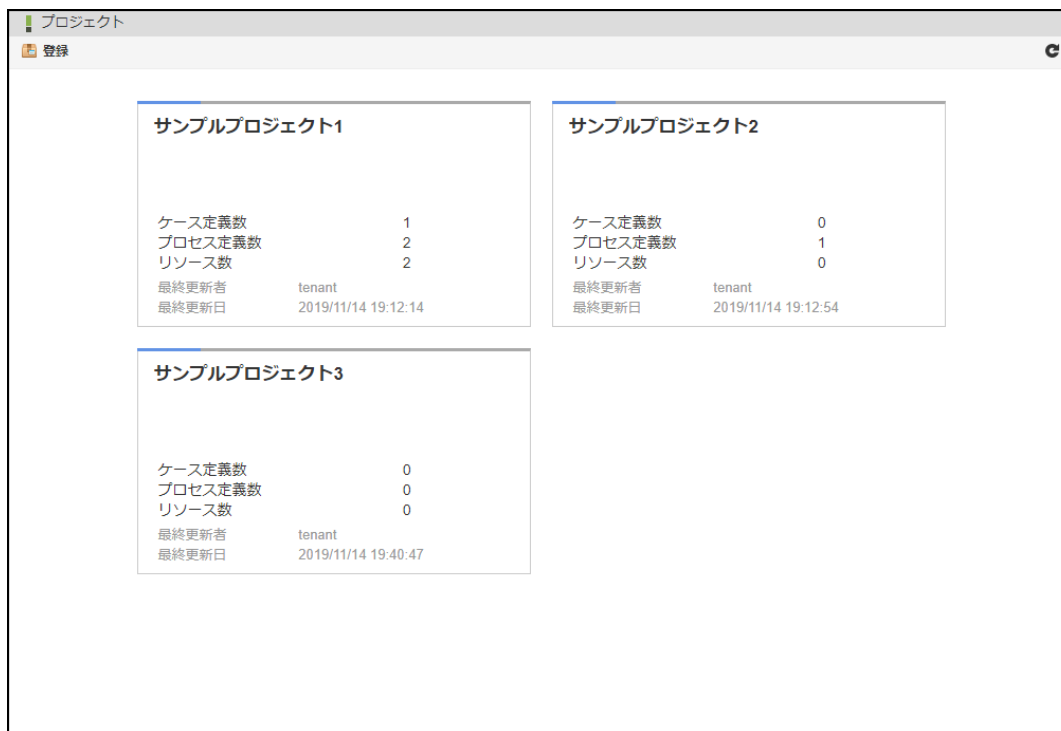 プロジェクト
登録
サンプルプロジェクト1
ケース定義数 1
プロセス定義数 2
リソース数 2
最終更新者 tenant
最終更新日 2019/11/14 19:12:14
サンプルプロジェクト2
ケース定義数 0
プロセス定義数 1
リソース数 0
最終更新者 tenant
最終更新日 2019/11/14 19:12:54
サンプルプロジェクト3
ケース定義数 0
プロセス定義数 0
リソース数 0
最終更新者 tenant
最終更新日 2019/11/14 19:40:47